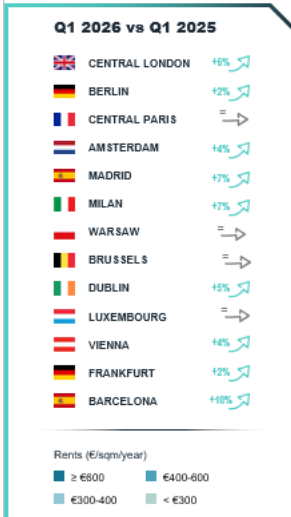 Q1 2026 vs Q1 2025
CENTRAL LONDON +6%
BERLIN +2%
CENTRAL PARIS =
AMSTERDAM +4%
MADRID +7%
MILAN +7%
WARSAW =
BRUSSELS =
DUBLIN +5%
LUXEMBOURG =
VIENNA +4%
FRANKFURT +2%
BARCELONA +10%
Rents (€/sqm/year)
≥ €600 €400-600
€300-400 < €300